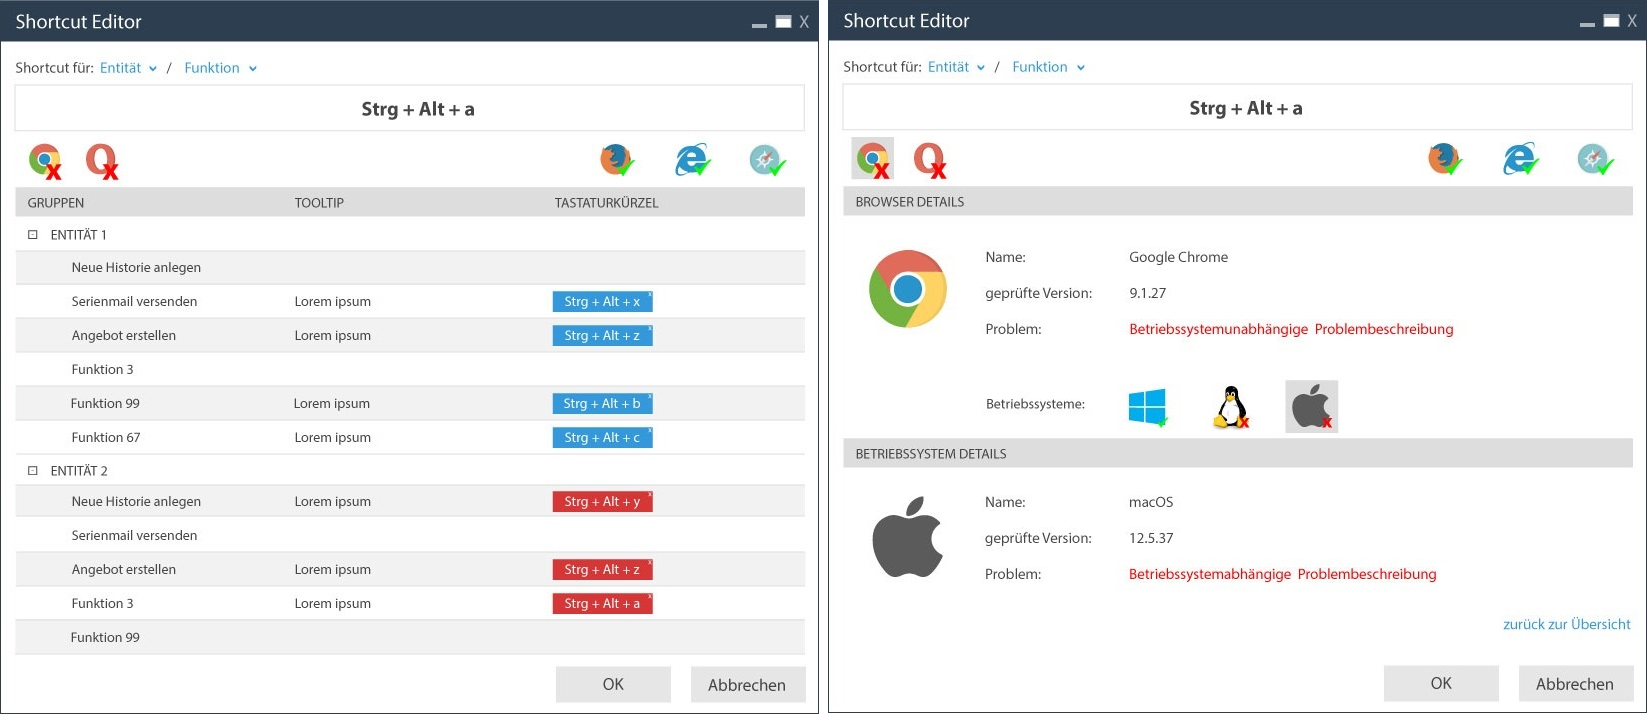 Shortcut Editor
X
Shortcut für: Entität / Funktion
Strg + Alt + a
GRUPPEN TOOLTIP TASTATURKÜRZEL
ENTITÄT 1
Neue Historie anlegen
Serienmail versenden Lorem ipsum Strg + Alt + x x
Angebot erstellen Lorem ipsum Strg + Alt + z x
Funktion 3
Funktion 99 Lorem ipsum Strg + Alt + b x
Funktion 67 Lorem ipsum Strg + Alt + c x
ENTITÄT 2
Neue Historie anlegen Lorem ipsum Strg + Alt + y x
Serienmail versenden
Angebot erstellen Lorem ipsum Strg + Alt + z x
Funktion 3 Lorem ipsum Strg + Alt + a x
Funktion 99
OK Abbrechen
Shortcut Editor
X
Shortcut für: Entität / Funktion
Strg + Alt + a
BROWSER DETAILS
Name: Google Chrome
geprüfte Version: 9.1.27
Problem: Betriebssystemunabhängige Problembeschreibung
Betriebssysteme:
BETRIEBSSYSTEM DETAILS
Name: macOS
geprüfte Version: 12.5.37
Problem: Betriebssystemabhängige Problembeschreibung
zurück zur Übersicht
OK Abbrechen